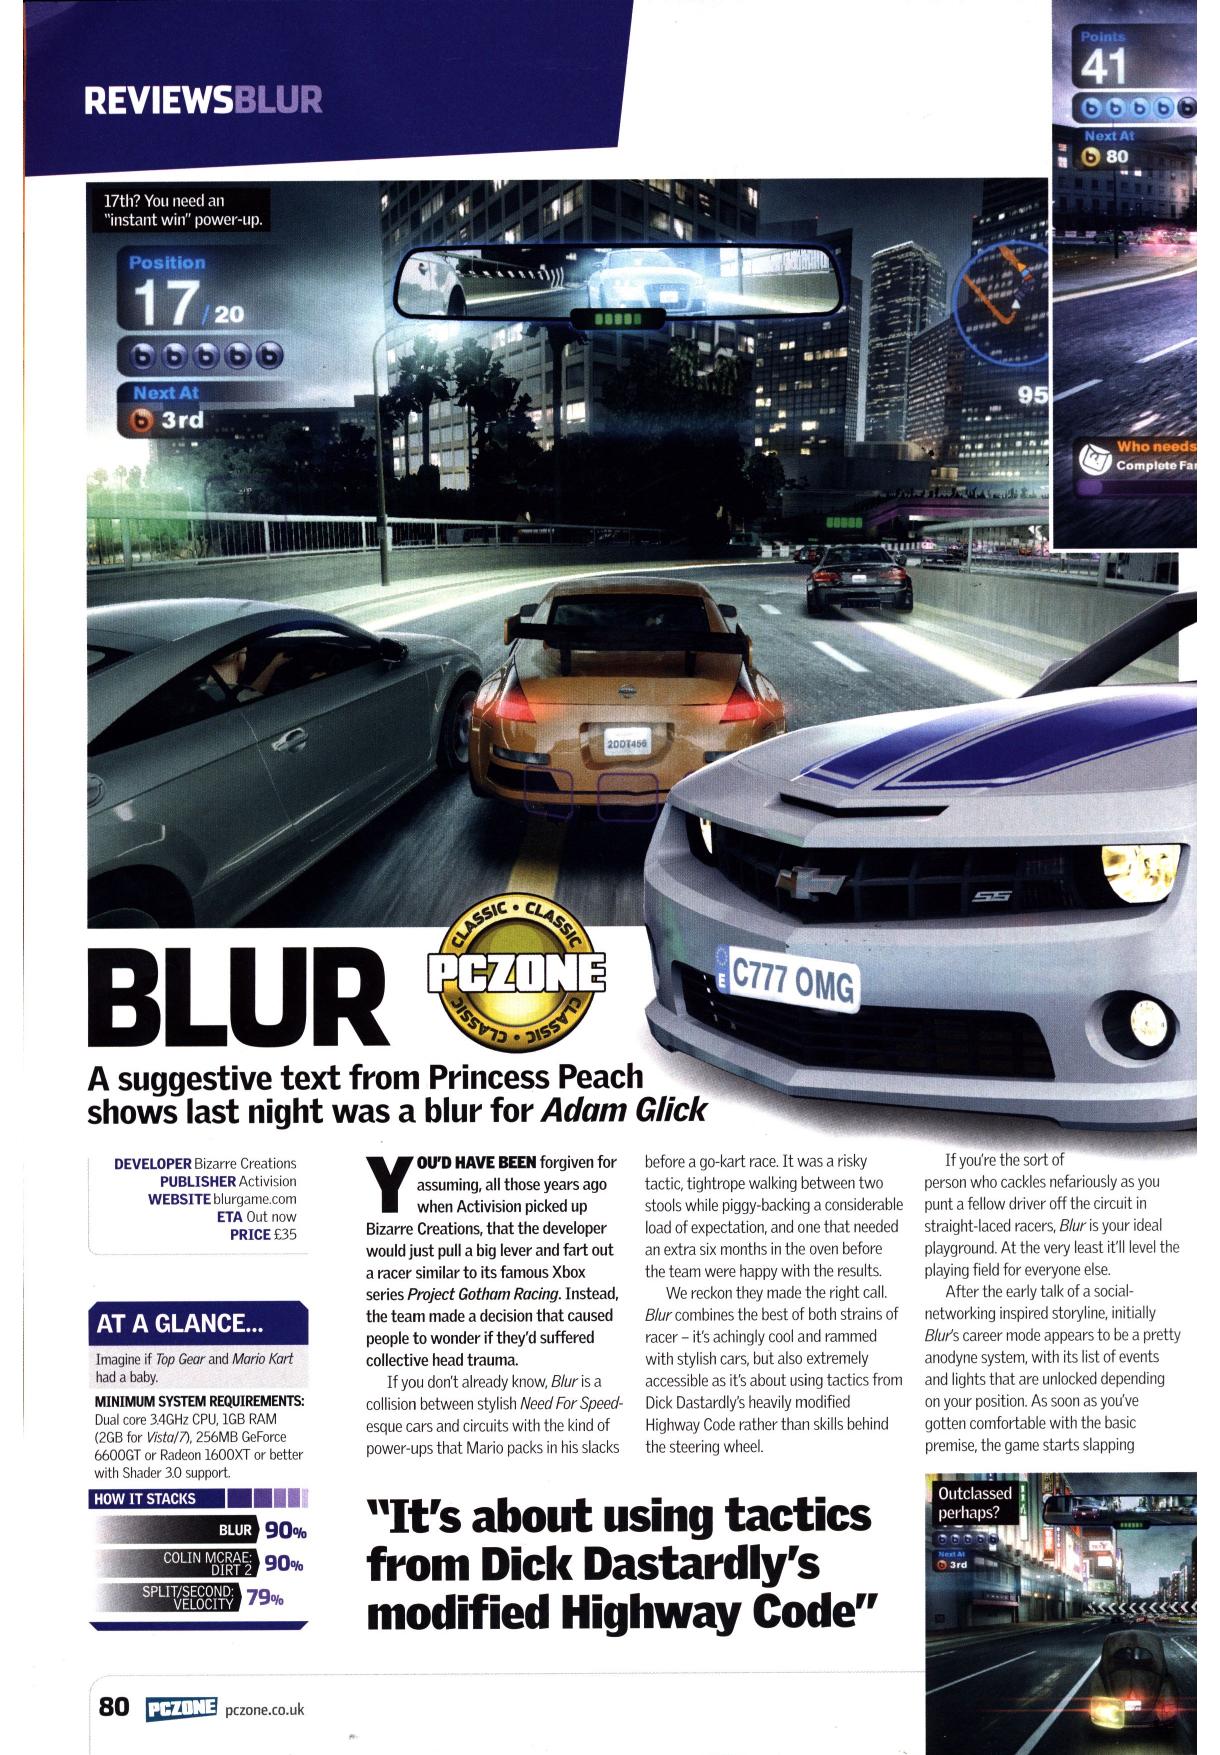 REVIEWSBLUR
17th? You need an
"instant win" power-up.
Position
17/20
Next At
3rd
95
Points
41
Next At
80
Who needs
Complete Fa
2DDT456
SS
C777 OMG
E
CLASSIC • CLASSIC
PCZONE
CLASSIC • CLASSIC
BLUR
A suggestive text from Princess Peach
shows last night was a blur for Adam Glick
DEVELOPER Bizarre Creations
PUBLISHER Activision
WEBSITE blurgame.com
ETA Out now
PRICE £35
AT A GLANCE...
Imagine if Top Gear and Mario Kart
had a baby.
MINIMUM SYSTEM REQUIREMENTS:
Dual core 3.4GHz CPU, 1GB RAM
(2GB for Vista/7), 256MB GeForce
6600GT or Radeon 1600XT or better
with Shader 3.0 support.
HOW IT STACKS
BLUR 90%
COLIN MCRAE:
DIRT 2 90%
SPLIT/SECOND:
VELOCITY 79%
YOU'D HAVE BEEN forgiven for
assuming, all those years ago
when Activision picked up
Bizarre Creations, that the developer
would just pull a big lever and fart out
a racer similar to its famous Xbox
series Project Gotham Racing. Instead,
the team made a decision that caused
people to wonder if they'd suffered
collective head trauma.
If you don't already know, Blur is a
collision between stylish Need For Speed-
esque cars and circuits with the kind of
power-ups that Mario packs in his slacks
before a go-kart race. It was a risky
tactic, tightrope walking between two
stools while piggy-backing a considerable
load of expectation, and one that needed
an extra six months in the oven before
the team were happy with the results.
We reckon they made the right call.
Blur combines the best of both strains of
racer – it's achingly cool and rammed
with stylish cars, but also extremely
accessible as it's about using tactics from
Dick Dastardly's heavily modified
Highway Code rather than skills behind
the steering wheel.
If you're the sort of
person who cackles nefariously as you
punt a fellow driver off the circuit in
straight-laced racers, Blur is your ideal
playground. At the very least it'll level the
playing field for everyone else.
After the early talk of a social-
networking inspired storyline, initially
Blur's career mode appears to be a pretty
anodyne system, with its list of events
and lights that are unlocked depending
on your position. As soon as you've
gotten comfortable with the basic
premise, the game starts slapping
"It's about using tactics
from Dick Dastardly's
modified Highway Code"
Outclassed
perhaps?
Next At
3rd
80 PCZONE pczone.co.uk